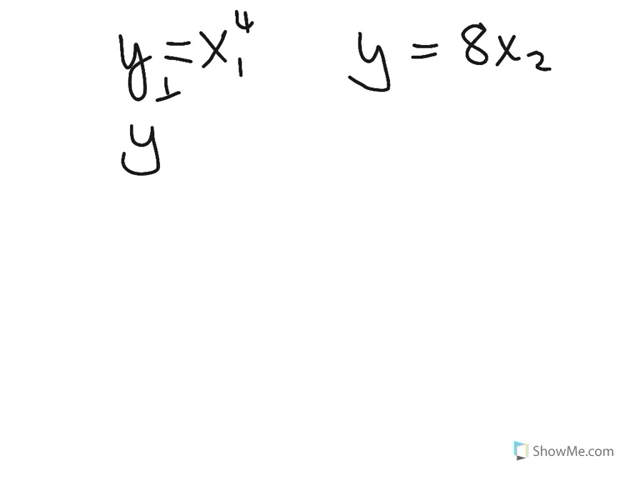 y₁ = x₁⁴ y = 8x₂
y
ShowMe.com